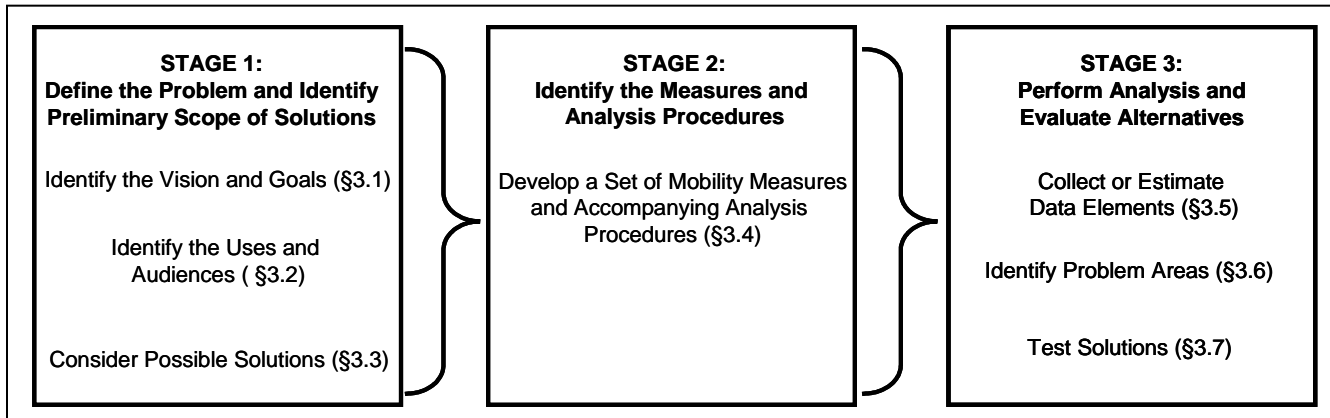 STAGE 1:
Define the Problem and Identify
Preliminary Scope of Solutions
Identify the Vision and Goals (§3.1)
Identify the Uses and
Audiences ( §3.2)
Consider Possible Solutions (§3.3)
STAGE 2:
Identify the Measures and
Analysis Procedures
Develop a Set of Mobility Measures
and Accompanying Analysis
Procedures (§3.4)
STAGE 3:
Perform Analysis and
Evaluate Alternatives
Collect or Estimate
Data Elements (§3.5)
Identify Problem Areas (§3.6)
Test Solutions (§3.7)